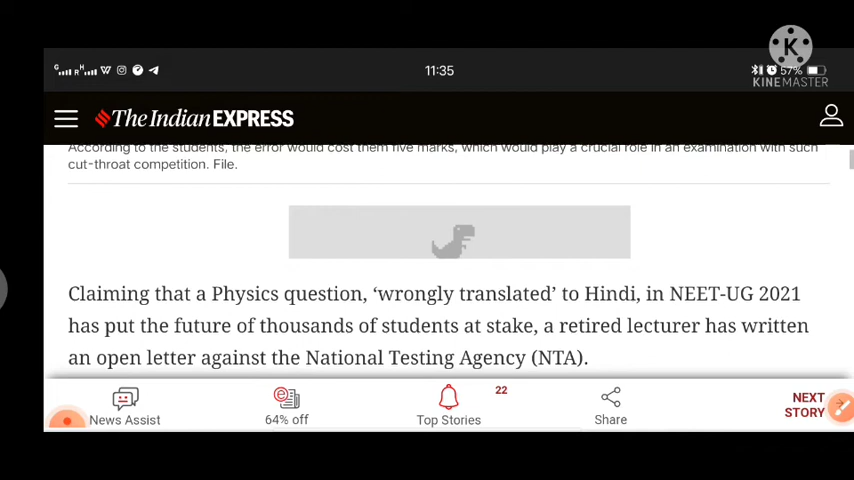 K
11:35
57%
KINEMASTER
The Indian EXPRESS
According to the students, the error would cost them five marks, which would play a crucial role in an examination with such
cut-throat competition. File.
Claiming that a Physics question, ‘wrongly translated’ to Hindi, in NEET-UG 2021
has put the future of thousands of students at stake, a retired lecturer has written
an open letter against the National Testing Agency (NTA).
22
NEXT
STORY
News Assist
64% off
Top Stories
Share